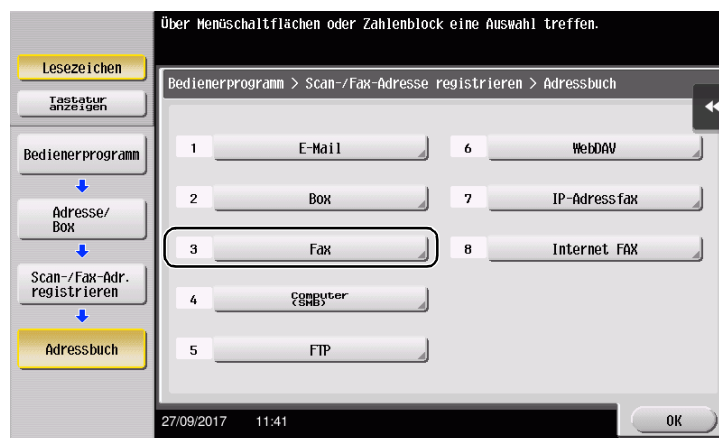 Über Menüschaltflächen oder Zahlenblock eine Auswahl treffen.
Lesezeichen
Tastatur
anzeigen
Bedienerprogramm
Adresse/
Box
Scan-/Fax-Adr.
registrieren
Adressbuch
Bedienerprogramm > Scan-/Fax-Adresse registrieren > Adressbuch
1 E-Mail
2 Box
3 Fax
4 Computer
(SMB)
5 FTP
6 WebDAV
7 IP-Adressfax
8 Internet FAX
27/09/2017 11:41
OK